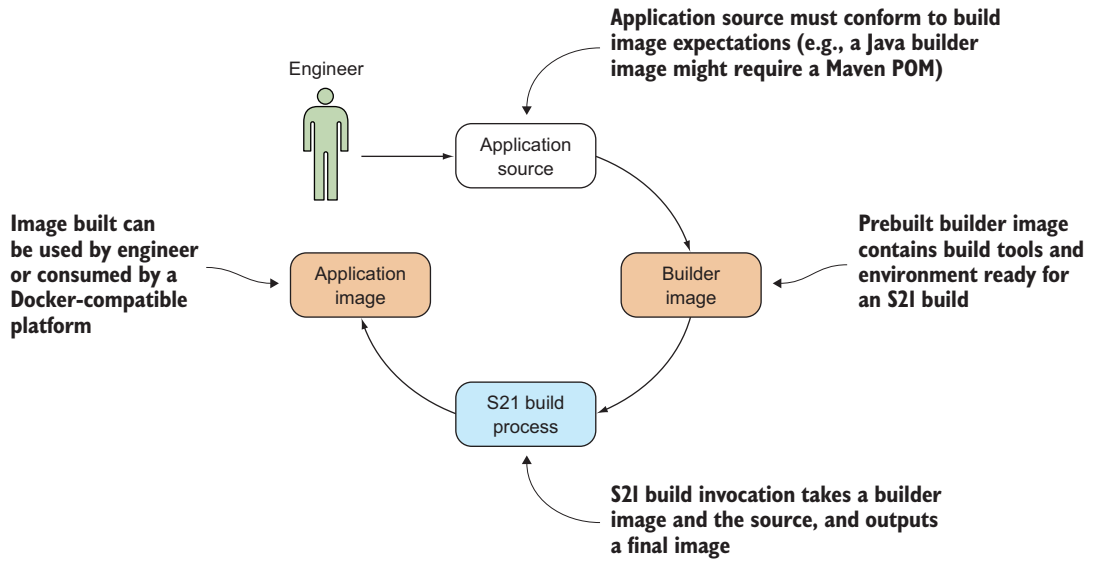 Application source must conform to build
image expectations (e.g., a Java builder
image might require a Maven POM)
Engineer
Application
source
Image built can
be used by engineer
or consumed by a
Docker-compatible
platform
Application
image
Builder
image
Prebuilt builder image
contains build tools and
environment ready for
an S2I build
S21 build
process
S2I build invocation takes a builder
image and the source, and outputs
a final image